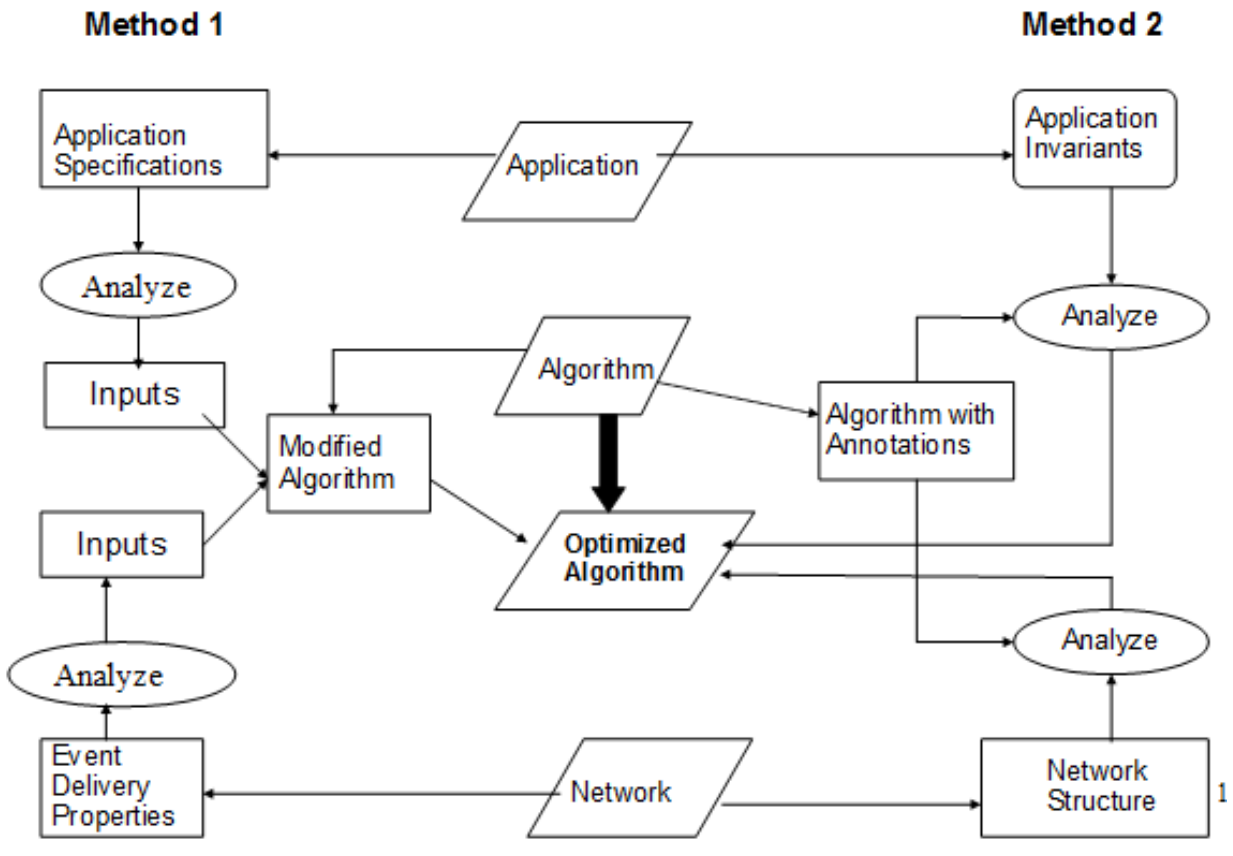 Method 1
Method 2
Application
Specifications
Application
Application
Invariants
Analyze
Analyze
Algorithm
Inputs
Modified
Algorithm
Algorithm with
Annotations
Inputs
Optimized
Algorithm
Analyze
Analyze
Event
Delivery
Properties
Network
Network
Structure
1